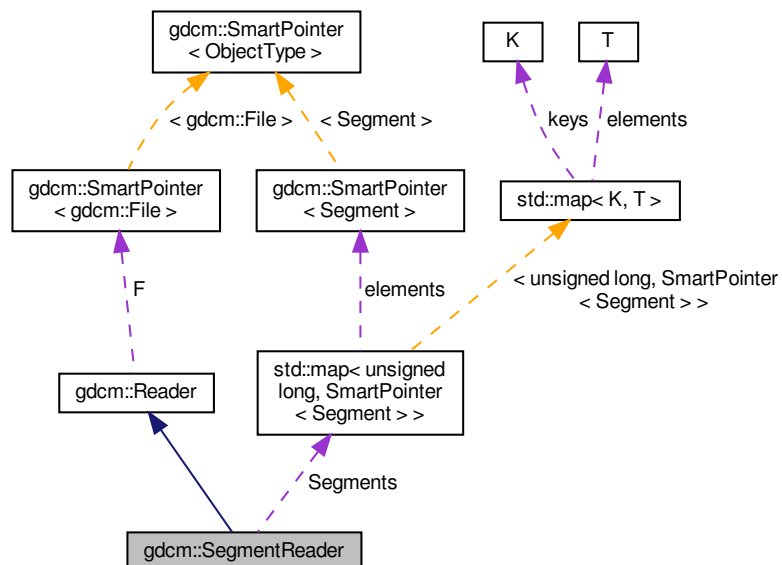 gdcm::SmartPointer
< ObjectType >
K
T
< gdcm::File >
< Segment >
keys
elements
gdcm::SmartPointer
< gdcm::File >
gdcm::SmartPointer
< Segment >
std::map< K, T >
F
elements
< unsigned long, SmartPointer
< Segment > >
gdcm::Reader
std::map< unsigned
long, SmartPointer
< Segment > >
Segments
gdcm::SegmentReader